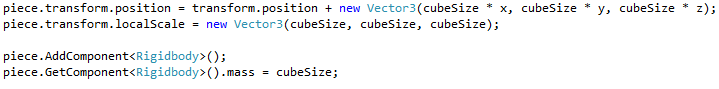 piece.transform.position = transform.position + new Vector3(cubeSize * x, cubeSize * y, cubeSize * z);
piece.transform.localScale = new Vector3(cubeSize, cubeSize, cubeSize);
piece.AddComponent<Rigidbody>();
piece.GetComponent<Rigidbody>().mass = cubeSize;